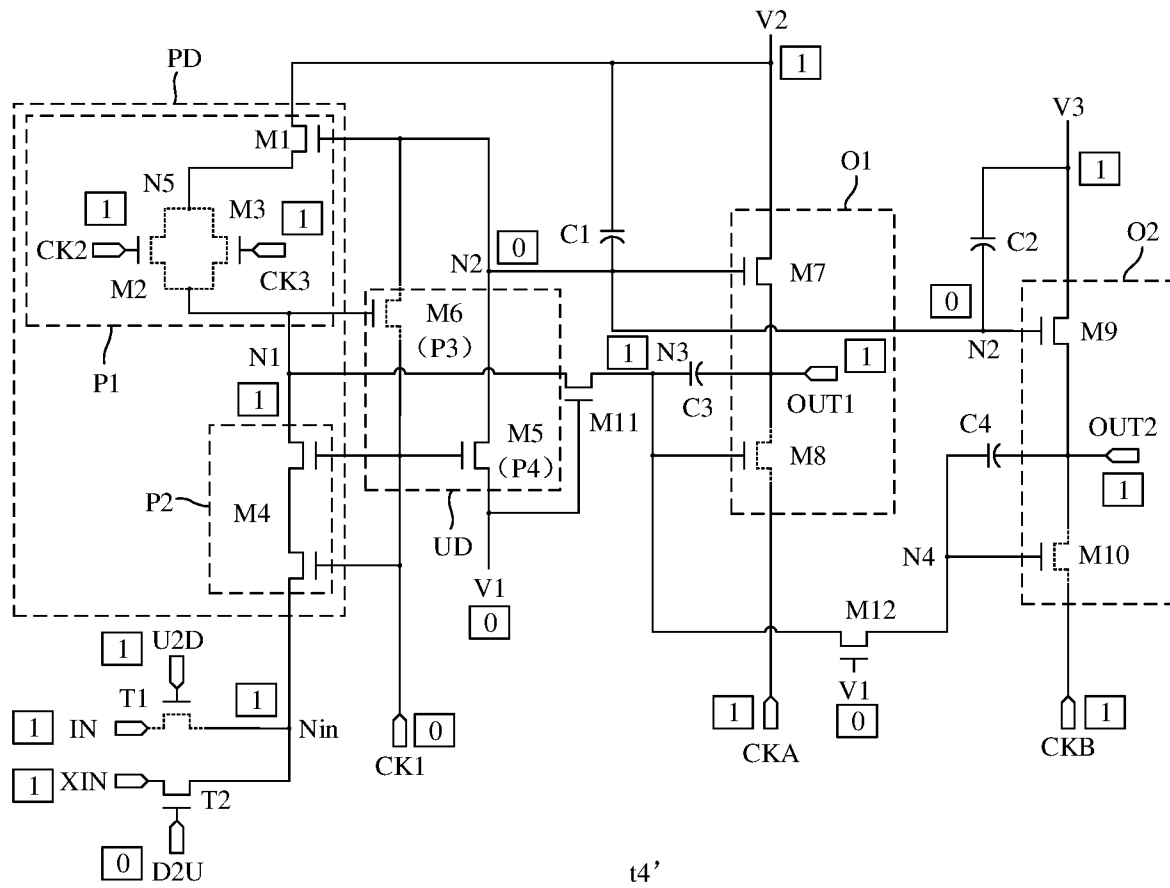 V2
PD
1
V3
M1
O1
1
N5
M3
1
1
O2
C1
0
CK2
C2
N2
M7
M2
CK3
0
M6
M9
(P3)
N1
1
N3
1
N2
P1
OUT1
1
C3
M11
M5
C4
OUT2
(P4)
M8
P2
1
M4
UD
N4
M10
V1
M12
0
1
U2D
V1
T1
1
1
IN
Nin
0
1
0
1
CK1
CKA
CKB
1
XIN
T2
0
D2U
t4’